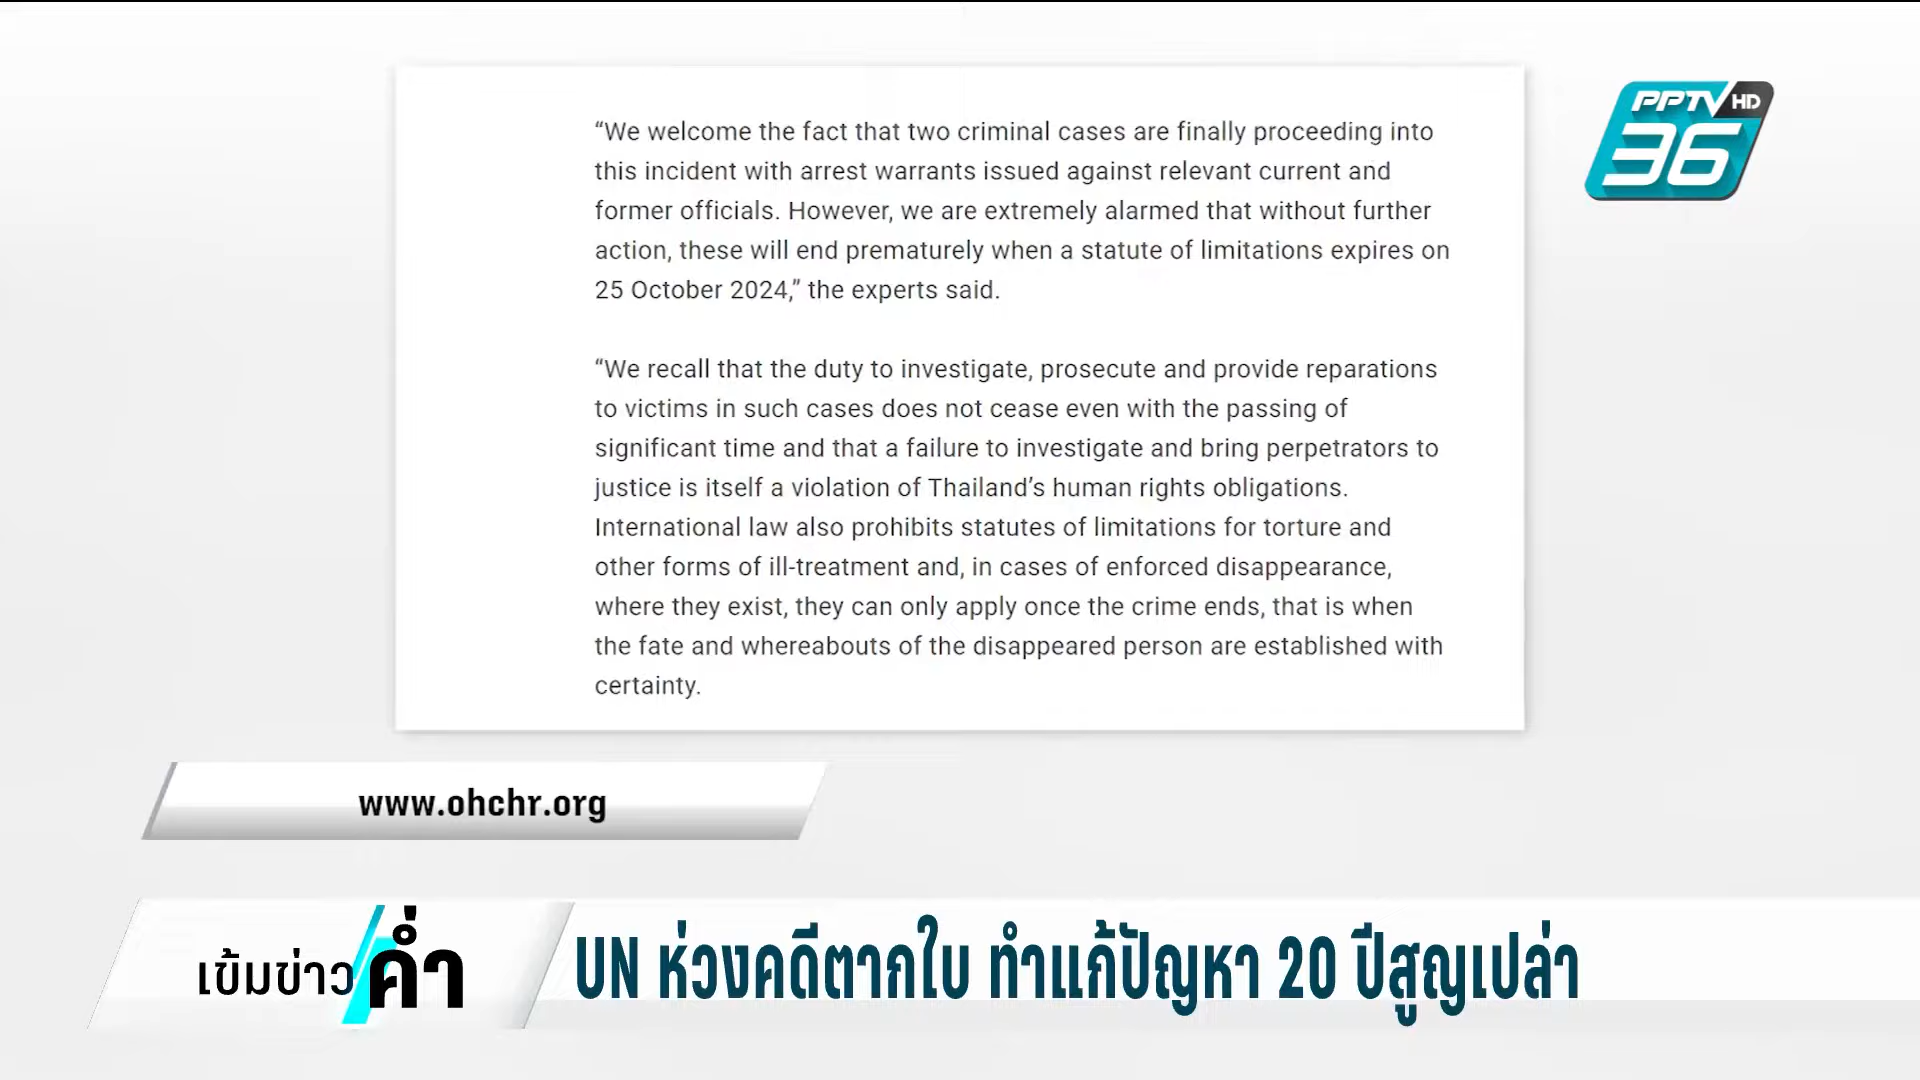 “We welcome the fact that two criminal cases are finally proceeding into
this incident with arrest warrants issued against relevant current and
former officials. However, we are extremely alarmed that without further
action, these will end prematurely when a statute of limitations expires on
25 October 2024,” the experts said.
“We recall that the duty to investigate, prosecute and provide reparations
to victims in such cases does not cease even with the passing of
significant time and that a failure to investigate and bring perpetrators to
justice is itself a violation of Thailand’s human rights obligations.
International law also prohibits statutes of limitations for torture and
other forms of ill-treatment and, in cases of enforced disappearance,
where they exist, they can only apply once the crime ends, that is when
the fate and whereabouts of the disappeared person are established with
certainty.
PPTV HD
36
www.ohchr.org
เข้มข่าวค่ำ
UN ห่วงคดีตากใบ ทำแก้ปัญหา 20 ปีสูญเปล่า